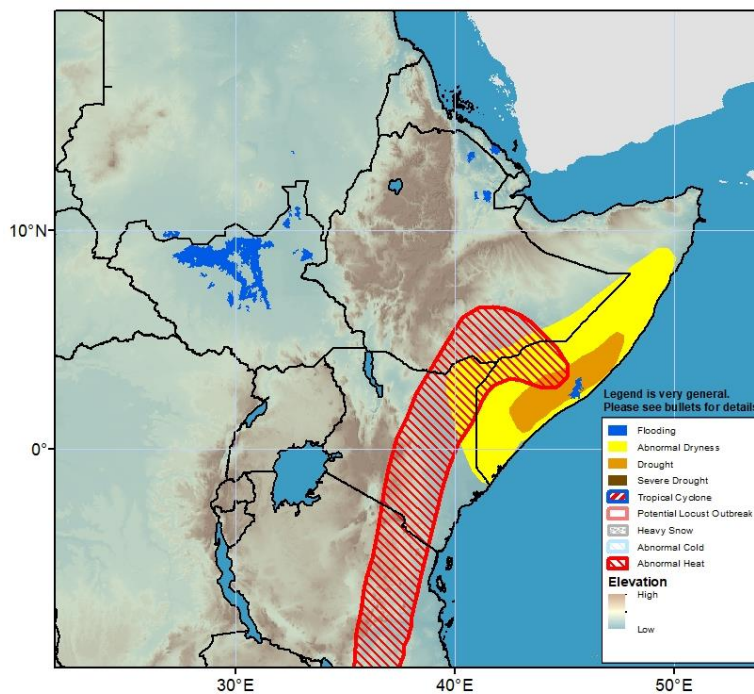 10°N
0°
30°E
40°E
50°E
Legend is very general.
Please see bullets for details
Flooding
Abnormal Dryness
Drought
Severe Drought
Tropical Cyclone
Potential Locust Outbreak
Heavy Snow
Abnormal Cold
Abnormal Heat
Elevation
High
Low